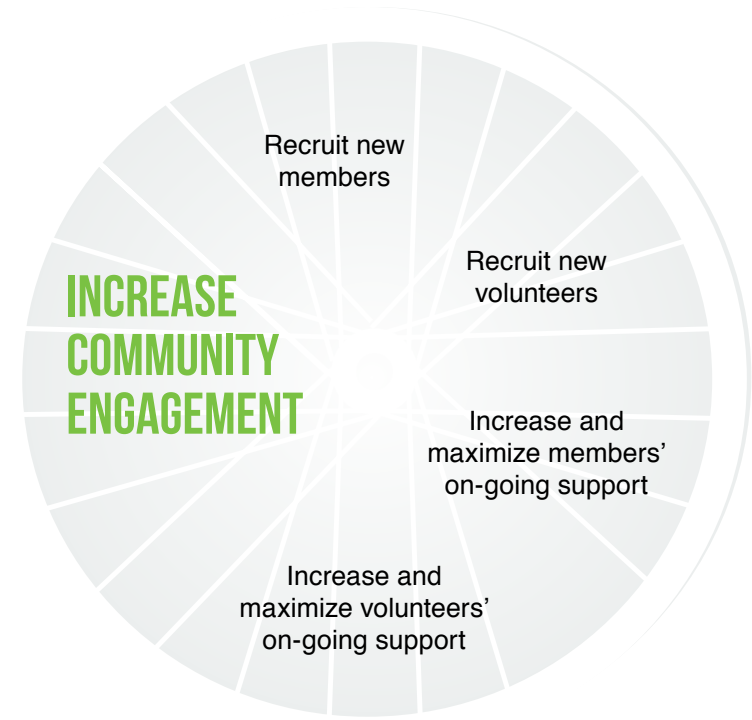 Recruit new
members
Recruit new
volunteers
INCREASE
COMMUNITY
ENGAGEMENT
Increase and
maximize members’
on-going support
Increase and
maximize volunteers’
on-going support